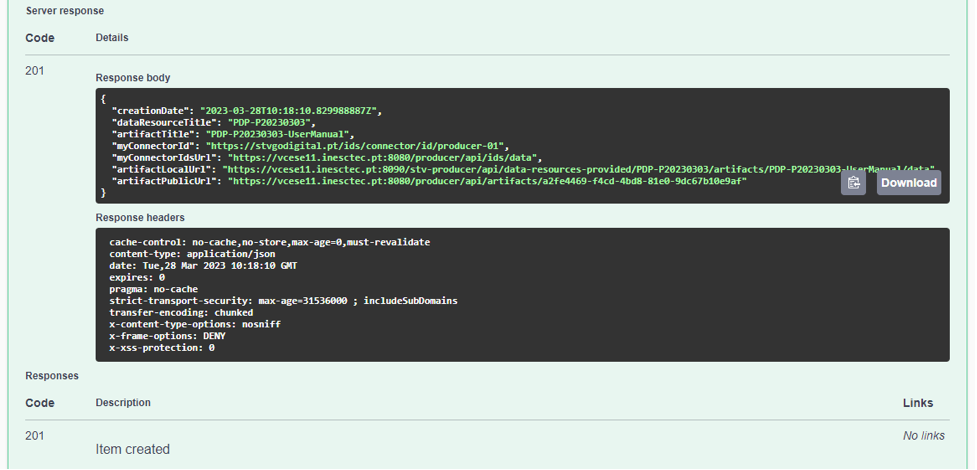 Server response
Code Details
201
Response body
{
"creationDate": "2023-03-28T10:18:10.829988887Z",
"dataResourceTitle": "PDP-P20230303",
"artifactTitle": "PDP-P20230303-UserManual",
"myConnectorId": "https://stvgodigital.pt/ids/connector/id/producer-01",
"myConnectorIdsUrl": "https://vcese11.inesctec.pt:8080/producer/api/ids/data",
"artifactLocalUrl": "https://vcese11.inesctec.pt:8090/stv-producer/api/data-resources-provided/PDP-P20230303/artifacts/PDP-P20230303-UserManual/data"
"artifactPublicUrl": "https://vcese11.inesctec.pt:8080/producer/api/artifacts/a2fe4469-f4cd-4bd8-81e0-9dc67b10e9af"
}
Download
Response headers
cache-control: no-cache,no-store,max-age=0,must-revalidate
content-type: application/json
date: Tue,28 Mar 2023 10:18:10 GMT
expires: 0
pragma: no-cache
strict-transport-security: max-age=31536000 ; includeSubDomains
transfer-encoding: chunked
x-content-type-options: nosniff
x-frame-options: DENY
x-xss-protection: 0
Responses
Code Description Links
201 No links
Item created